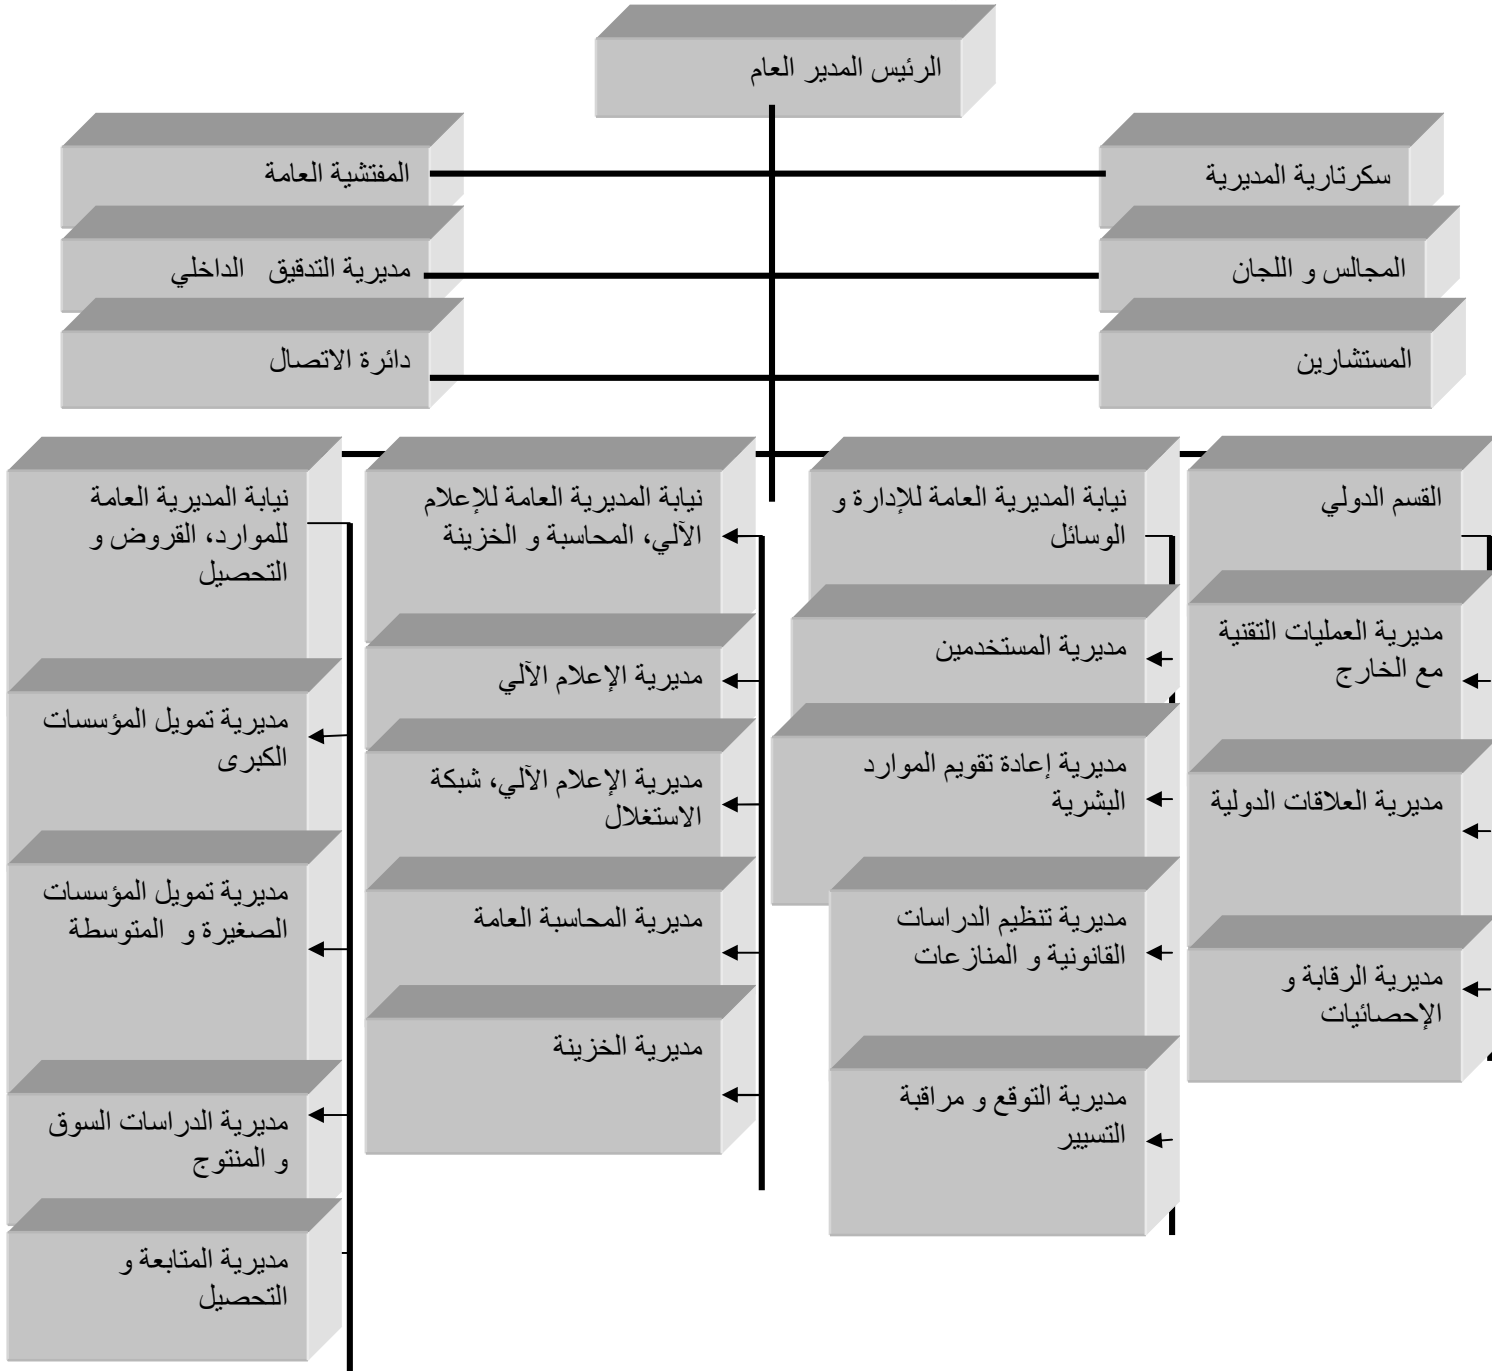 الرئيس المدير العام
سكرتارية المديرية
المفتشية العامة
المجالس و اللجان
مديرية التدقيق الداخلي
المستشارين
دائرة الاتصال
القسم الدولي
مديرية العمليات التقنية
مع الخارج
مديرية العلاقات الدولية
مديرية الرقابة و
الإحصائيات
نيابة المديرية العامة للإدارة و
الوسائل
مديرية المستخدمين
مديرية إعادة تقويم الموارد
البشرية
مديرية تنظيم الدراسات
القانونية و المنازعات
مديرية التوقع و مراقبة
التسيير
نيابة المديرية العامة للإعلام
الآلي، المحاسبة و الخزينة
مديرية الإعلام الآلي
مديرية الإعلام الآلي، شبكة
الاستغلال
مديرية المحاسبة العامة
مديرية الخزينة
نيابة المديرية العامة
للموارد، القروض و
التحصيل
مديرية تمويل المؤسسات
الكبرى
مديرية تمويل المؤسسات
الصغيرة و المتوسطة
مديرية الدراسات السوق
و المنتوج
مديرية المتابعة و
التحصيل